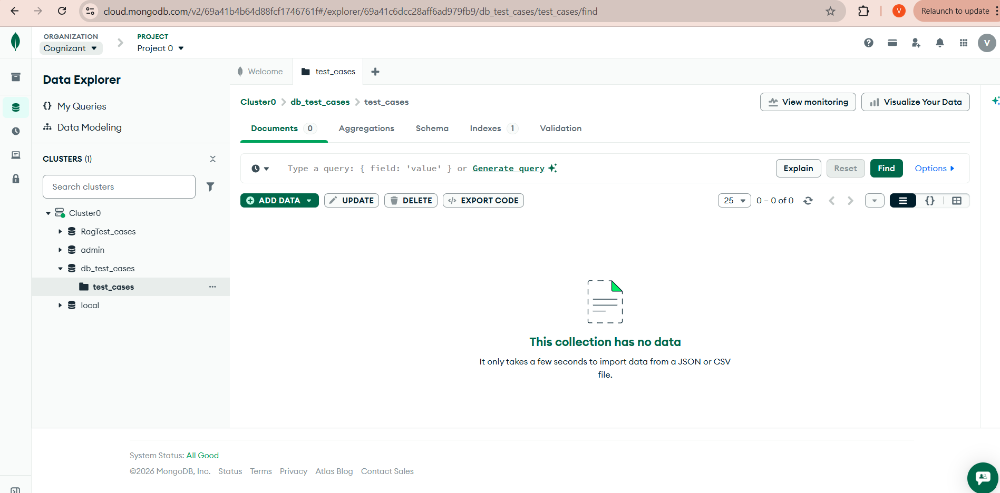 cloud.mongodb.com/v2/69a41b4b64d88fcf1746761f#/explorer/69a41c6dcc28aff6ad979fb9/db_test_cases/test_cases/find
V
Relaunch to update
ORGANIZATION
Cognizant
PROJECT
Project 0
V
Data Explorer
My Queries
Data Modeling
CLUSTERS (1)
Search clusters
Cluster0
RagTest_cases
admin
db_test_cases
test_cases
local
Welcome
test_cases
Cluster0 > db_test_cases > test_cases
View monitoring
Visualize Your Data
Documents 0
Aggregations
Schema
Indexes 1
Validation
Type a query: { field: 'value' } or Generate query
Explain
Reset
Find
Options
ADD DATA
UPDATE
DELETE
EXPORT CODE
25
0 – 0 of 0
{}
This collection has no data
It only takes a few seconds to import data from a JSON or CSV
file.
System Status: All Good
©2026 MongoDB, Inc. Status Terms Privacy Atlas Blog Contact Sales